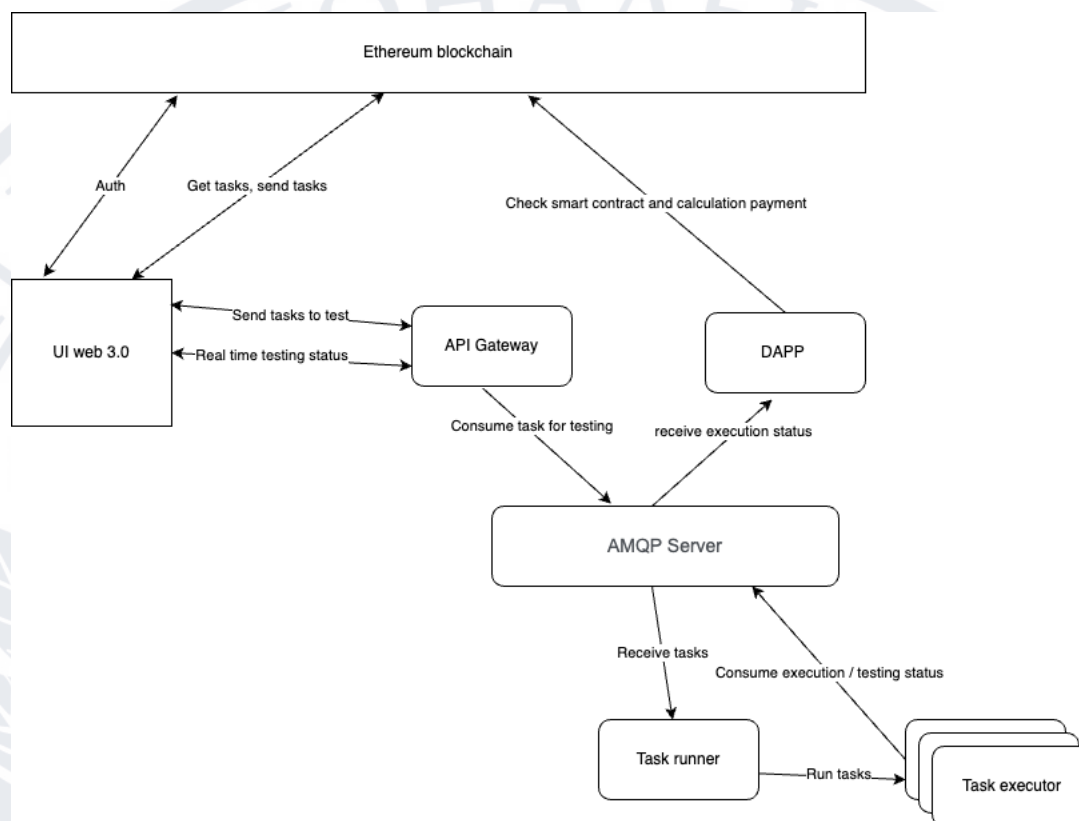 Ethereum blockchain
Auth
Get tasks, send tasks
Check smart contract and calculation payment
UI web 3.0
Send tasks to test
Real time testing status
API Gateway
DAPP
Consume task for testing
receive execution status
AMQP Server
Receive tasks
Consume execution / testing status
Task runner
Run tasks
Task executor